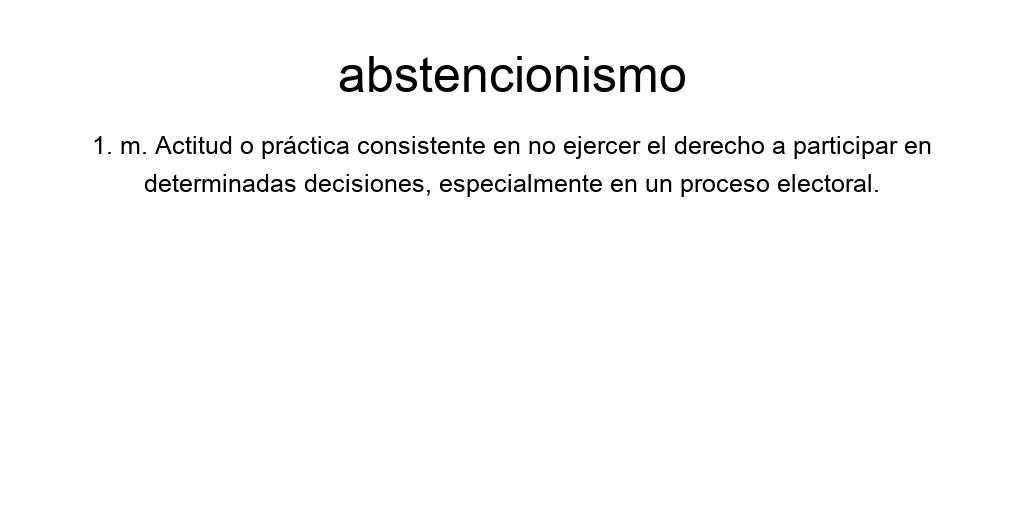 abstencionismo
1. m. Actitud o práctica consistente en no ejercer el derecho a participar en
determinadas decisiones, especialmente en un proceso electoral.